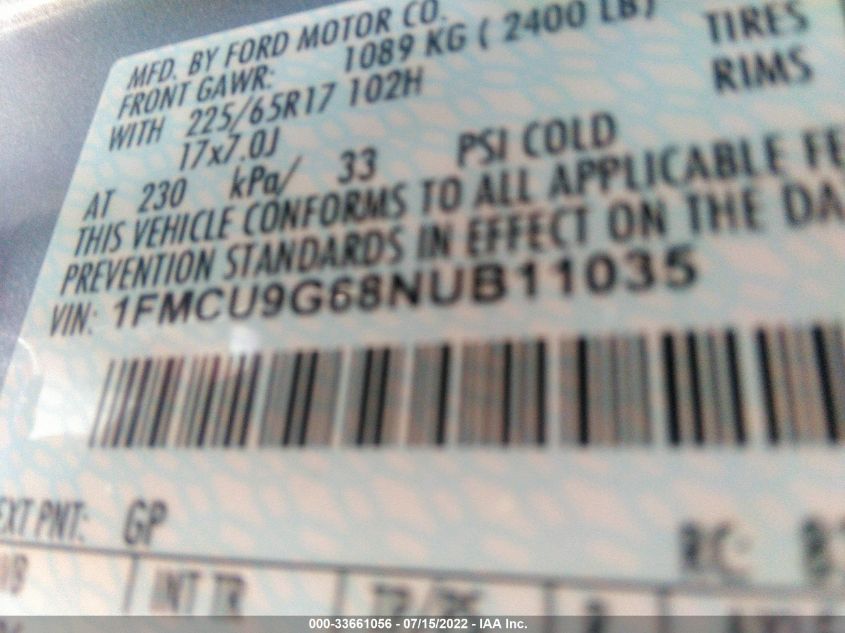 MFD. BY FORD MOTOR CO.
FRONT GAWR: 1089 KG ( 2400 LB) TIRES
WITH 225/65R17 102H RIMS
17x7.0J
AT 230 kPa/ 33 PSI COLD
THIS VEHICLE CONFORMS TO ALL APPLICABLE FE
PREVENTION STANDARDS IN EFFECT ON THE DA
VIN: 1FMCU9G68NUB11035
EXT PNT: GP RC:
INT TR
000-33661056 - 07/15/2022 - IAA Inc.